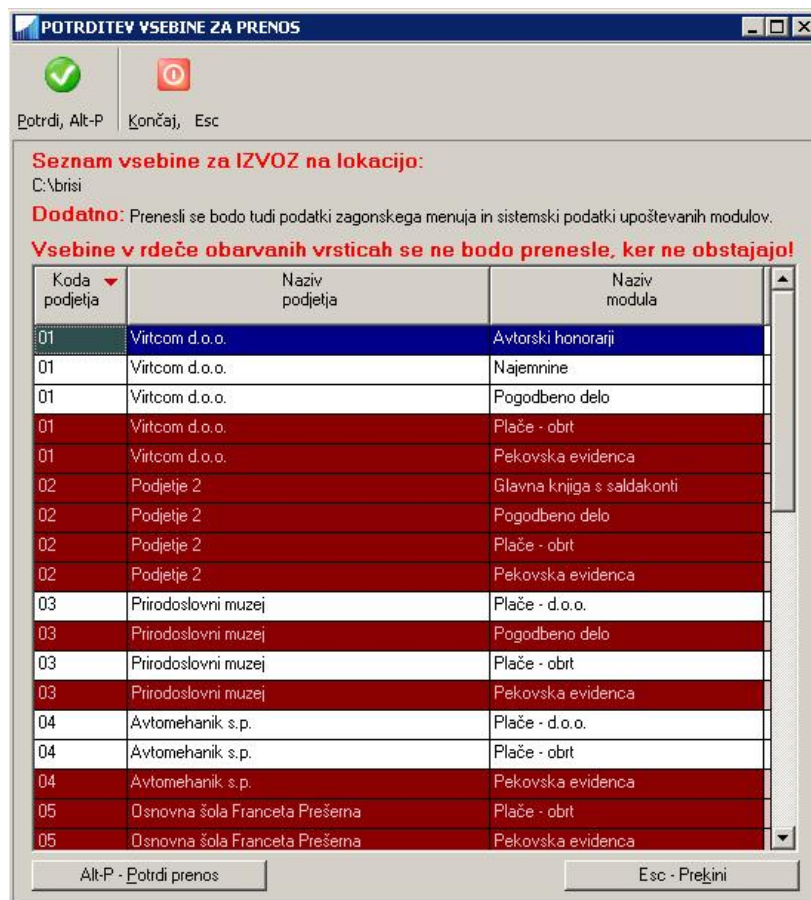 POTRDITEV VSEBINE ZA PRENOS
Potrdi, Alt-P
Končaj, Esc
Seznam vsebine za IZVOZ na lokacijo:
C:\brisi
Dodatno: Prenesli se bodo tudi podatki zagonskega menuja in sistemski podatki upoštevanih modulov.
Vsebine v rdeče obarvanih vrsticah se ne bodo prenesle, ker ne obstajajo!
Koda podjetja Naziv podjetja Naziv modula
01 Virtcom d.o.o. Avtorski honorarji
01 Virtcom d.o.o. Najemnine
01 Virtcom d.o.o. Pogodbeno delo
01 Virtcom d.o.o. Plače - obrt
01 Virtcom d.o.o. Pekovska evidenca
02 Podjetje 2 Glavna knjiga s saldakonti
02 Podjetje 2 Pogodbeno delo
02 Podjetje 2 Plače - obrt
02 Podjetje 2 Pekovska evidenca
03 Prirodoslovni muzej Plače - d.o.o.
03 Prirodoslovni muzej Pogodbeno delo
03 Prirodoslovni muzej Plače - obrt
03 Prirodoslovni muzej Pekovska evidenca
04 Avtomehanik s.p. Plače - d.o.o.
04 Avtomehanik s.p. Plače - obrt
04 Avtomehanik s.p. Pekovska evidenca
05 Osnovna šola Franceta Prešerna Plače - obrt
05 Osnovna šola Franceta Prešerna Pekovska evidenca
Alt-P - Potrdi prenos
Esc - Prekini